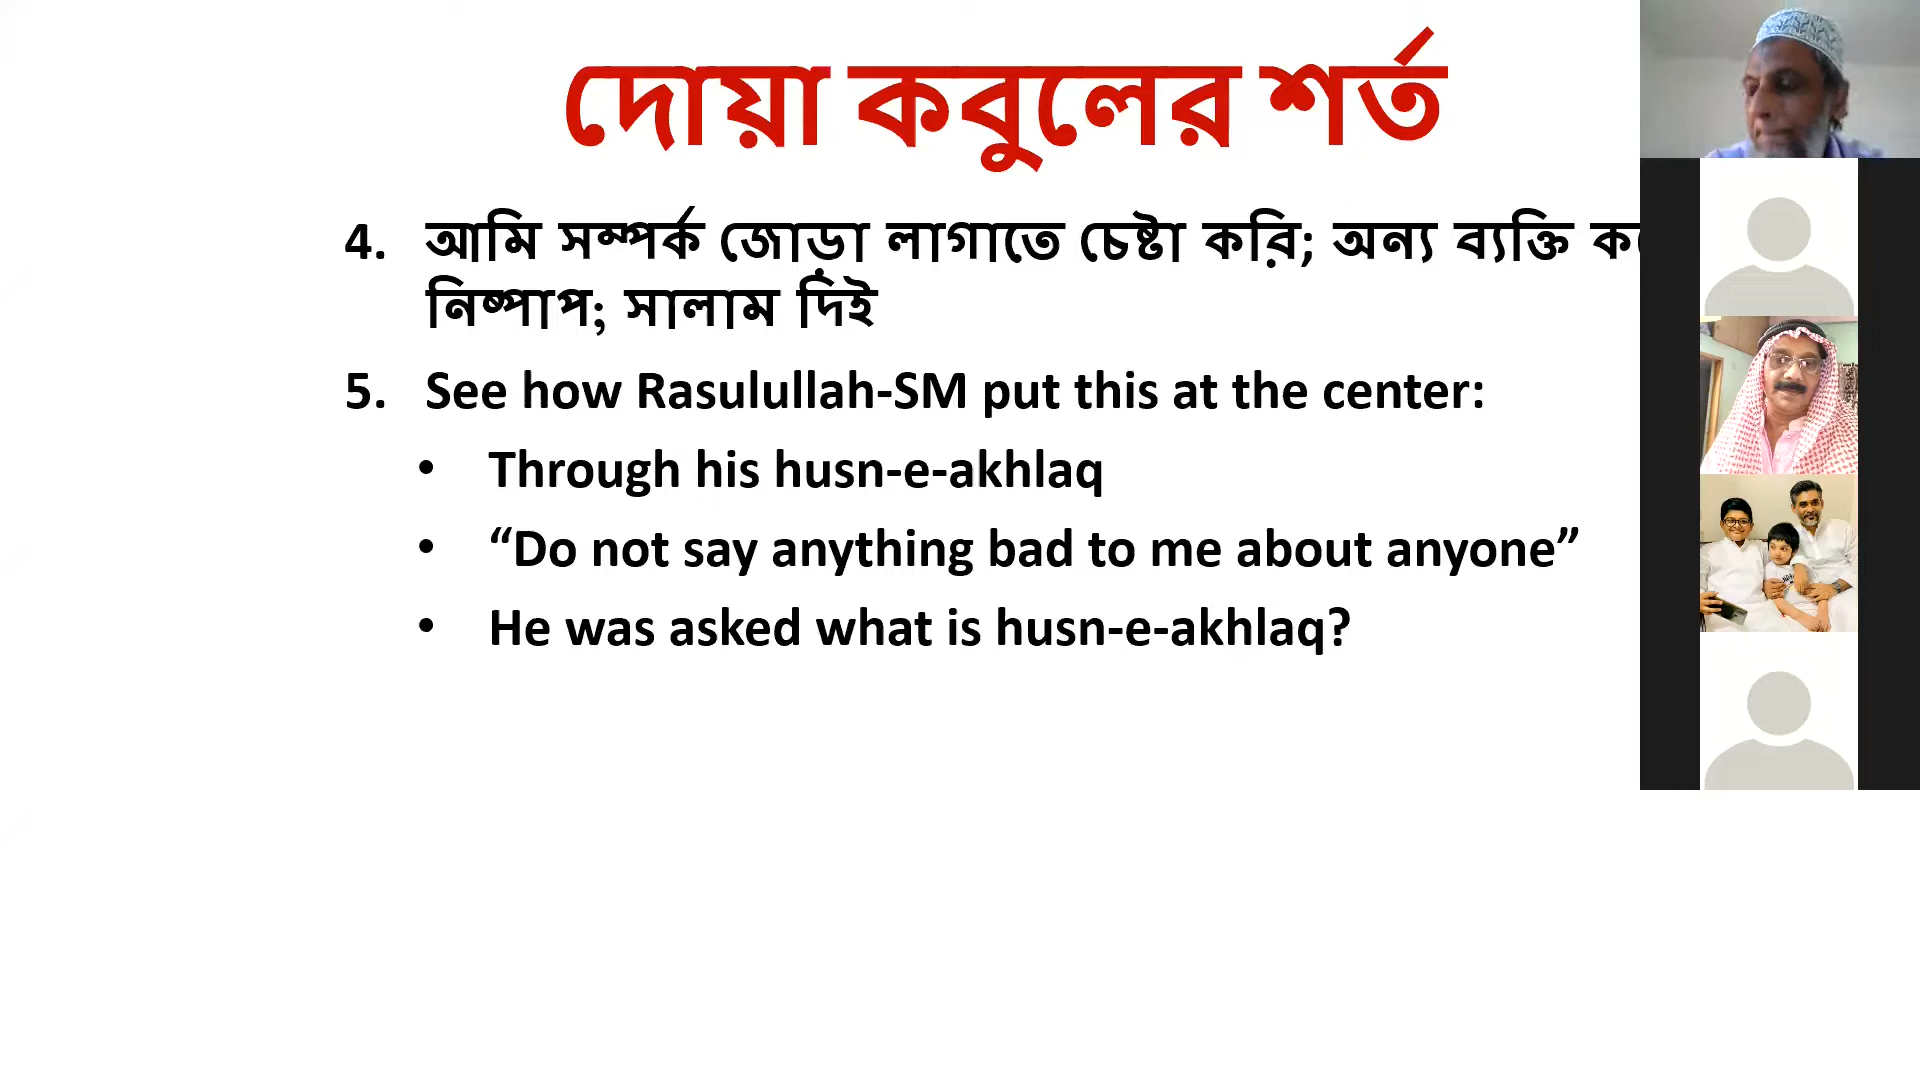 দোয়া কবুলের শর্ত
4. আমি সম্পর্ক জোড়া লাগাতে চেষ্টা করি; অন্য ব্যক্তি
নিষ্পাপ; সালাম দিই
5. See how Rasulullah-SM put this at the center:
• Through his husn-e-akhlaq
• “Do not say anything bad to me about anyone”
• He was asked what is husn-e-akhlaq?